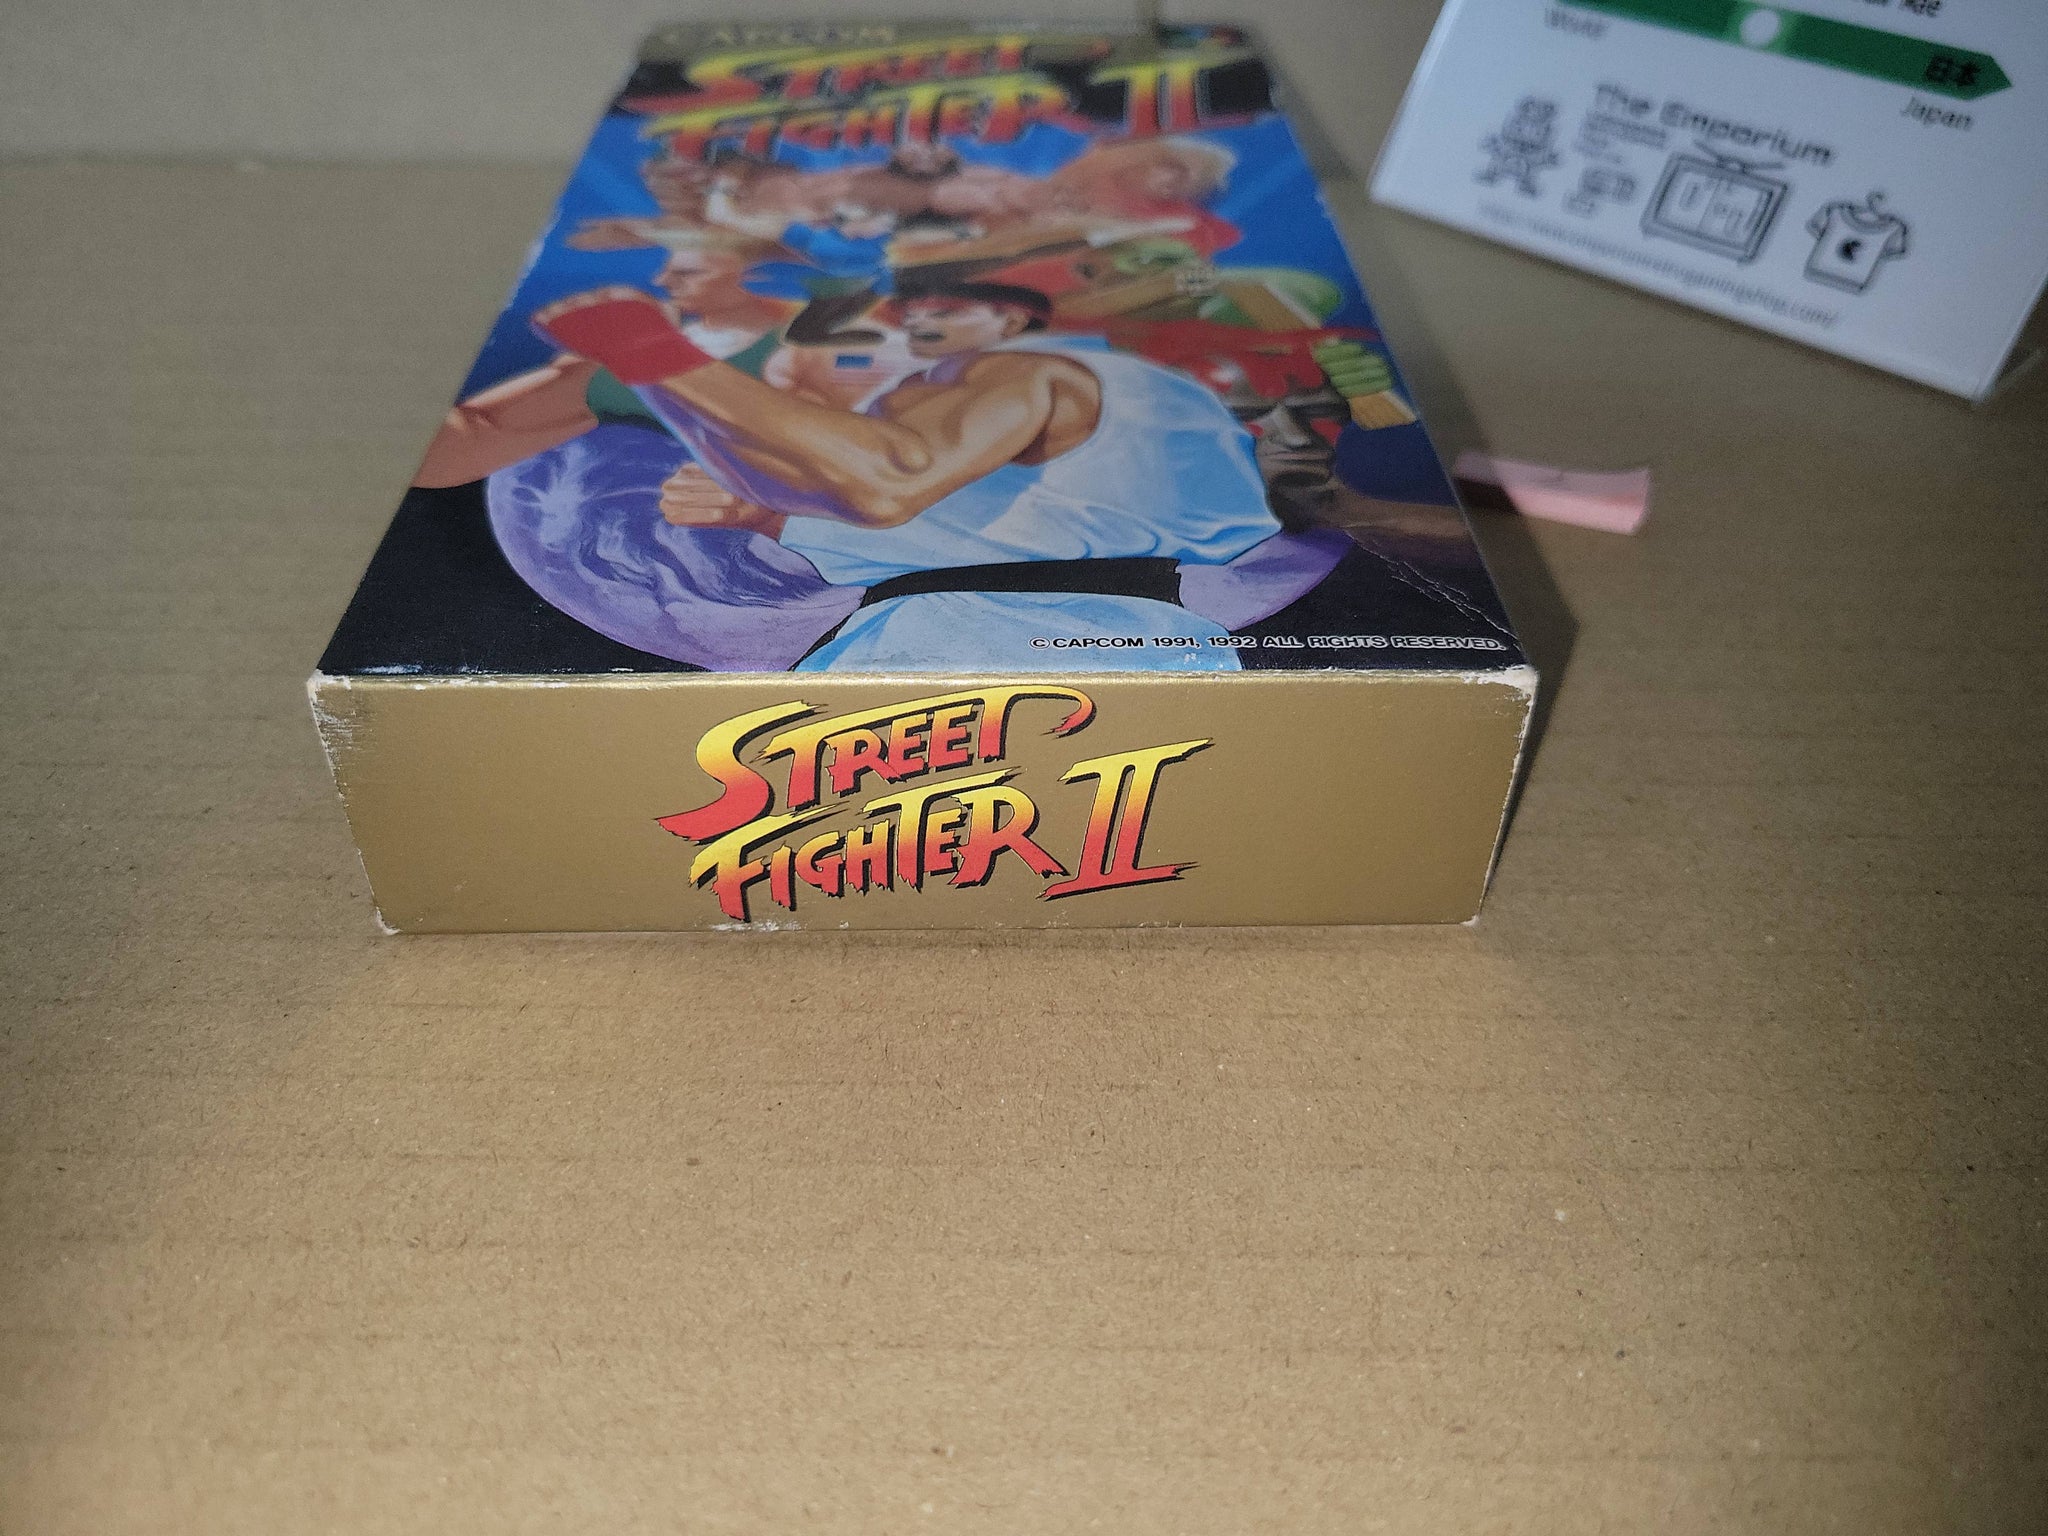 CAPCOM
STREET
FIGHTER II
© CAPCOM 1991, 1992 ALL RIGHTS RESERVED.
STREET
FIGHTER II
World
日本
Japan
The Emporium